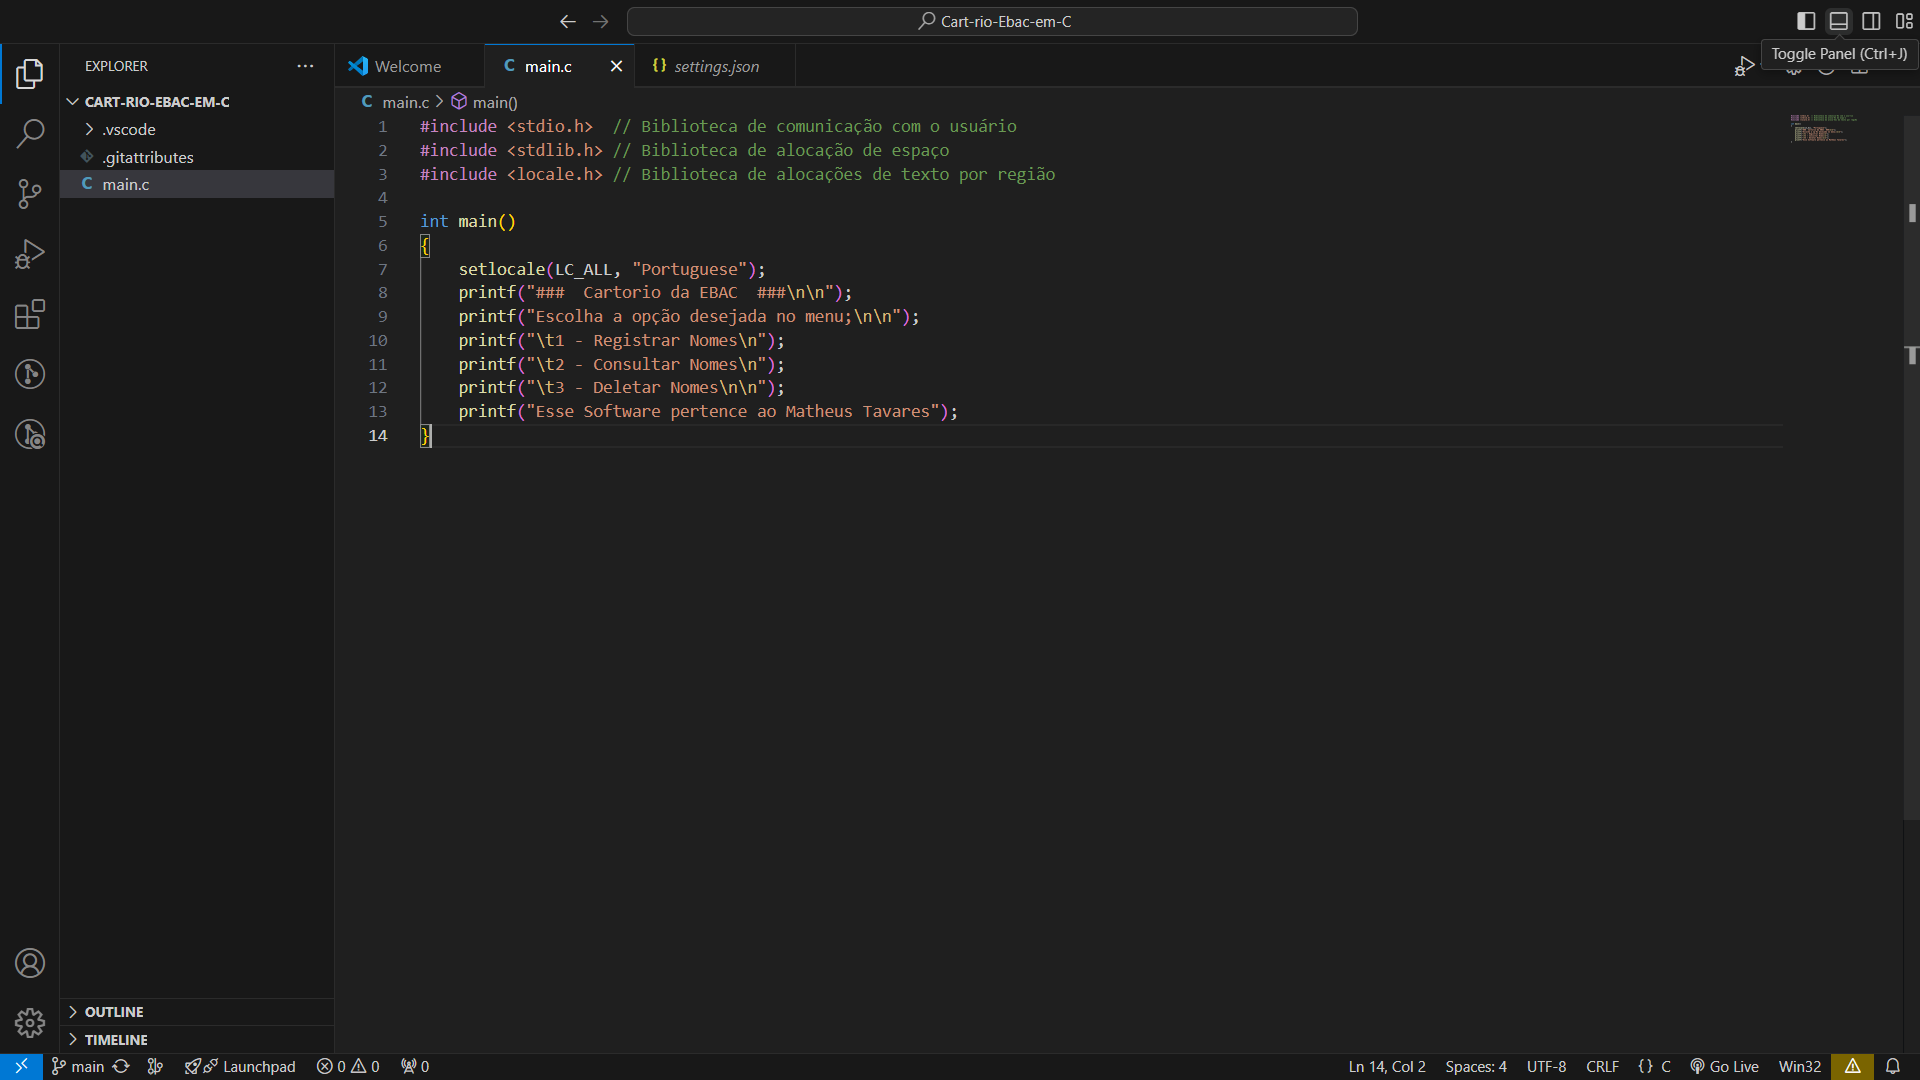 Cart-rio-Ebac-em-C
Toggle Panel (Ctrl+J)
EXPLORER
CART-RIO-EBAC-EM-C
.vscode
.gitattributes
C main.c
Welcome
C main.c
{} settings.json
C main.c > main()
1 #include <stdio.h>  // Biblioteca de comunicação com o usuário
2 #include <stdlib.h> // Biblioteca de alocação de espaço
3 #include <locale.h> // Biblioteca de alocações de texto por região
4
5 int main()
6 {
7     setlocale(LC_ALL, "Portuguese");
8     printf("###  Cartorio da EBAC  ###\n\n");
9     printf("Escolha a opção desejada no menu;\n\n");
10     printf("\t1 - Registrar Nomes\n");
11     printf("\t2 - Consultar Nomes\n");
12     printf("\t3 - Deletar Nomes\n\n");
13     printf("Esse Software pertence ao Matheus Tavares");
14 }
OUTLINE
TIMELINE
main Launchpad 0 0 0 Ln 14, Col 2 Spaces: 4 UTF-8 CRLF {} C Go Live Win32